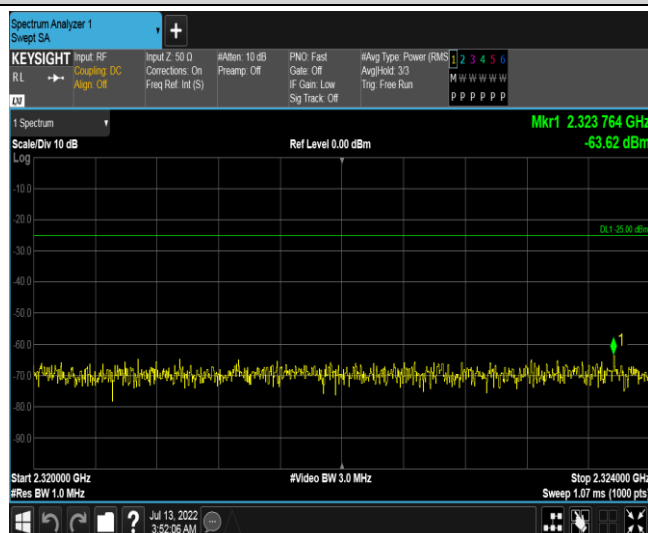 Spectrum Analyzer 1
Swept SA
+
KEYSIGHT
RL
LXI
Input: RF
Coupling: DC
Align: Off
Input Z: 50 Ω
Corrections: On
Freq Ref: Int (S)
#Atten: 10 dB
Preamp: Off
PNO: Fast
Gate: Off
IF Gain: Low
Sig Track: Off
#Avg Type: Power (RMS
Avg|Hold: 3/3
Trig: Free Run
1 2 3 4 5 6
M W W W W W
P P P P P P
1 Spectrum
Scale/Div 10 dB
Ref Level 0.00 dBm
Mkr1 2.323 764 GHz
-63.62 dBm
Log
-10.0
-20.0
DL1 -25.00 dBm
-30.0
-40.0
-50.0
-60.0
1
-70.0
-80.0
-90.0
Start 2.320000 GHz
#Video BW 3.0 MHz
Stop 2.324000 GHz
#Res BW 1.0 MHz
Sweep 1.07 ms (1000 pts)
?
Jul 13, 2022
3:52:06 AM